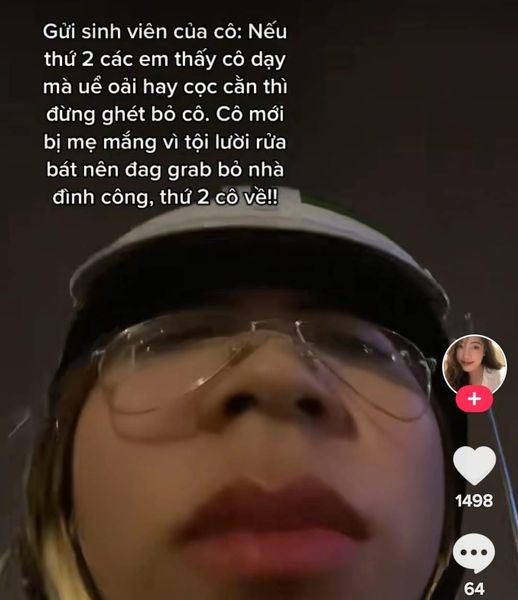 Gửi sinh viên của cô: Nếu
thứ 2 các em thấy cô dạy
mà uể oải hay cọc cằn thì
đừng ghét bỏ cô. Cô mới
bị mẹ mắng vì tội lười rửa
bát nên đag grab bỏ nhà
đình công, thứ 2 cô về!!
1498
64